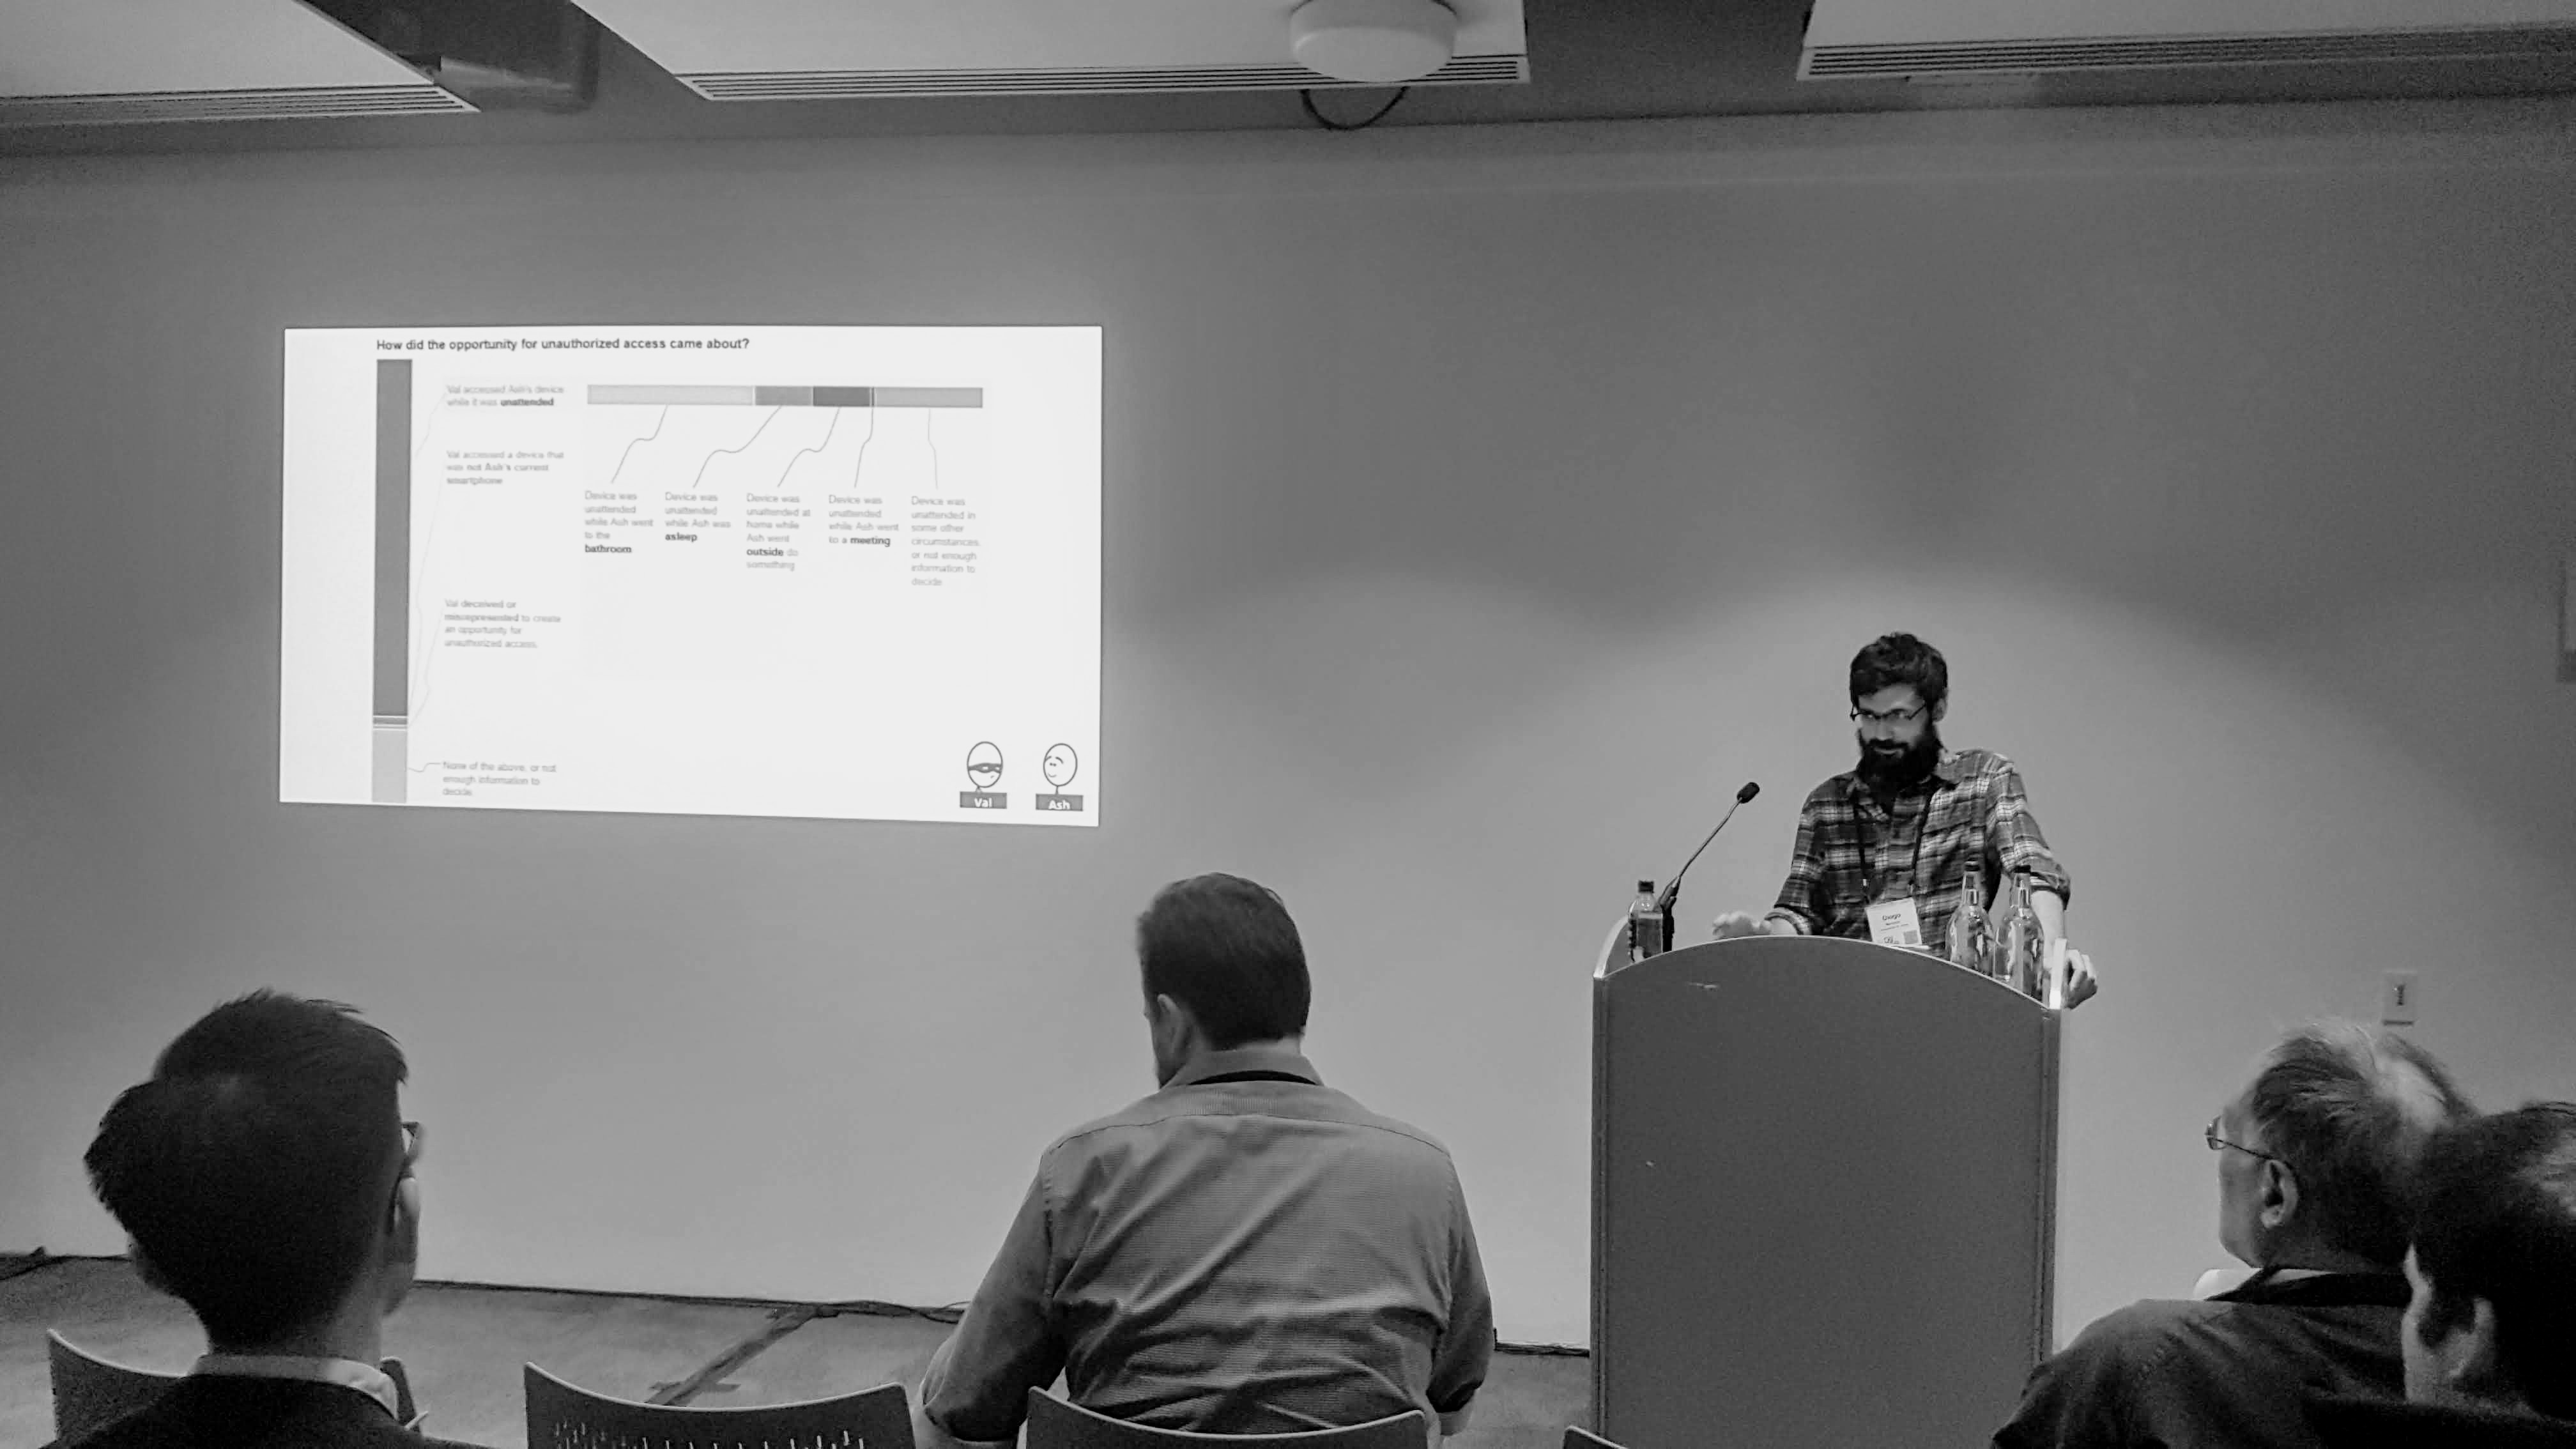 How did the opportunity for unauthorized access came about?
Val accessed Ash's device
while it was unattended
Val accessed a device that
was not Ash's current
smartphone
Val deceived or
misrepresented to create
an opportunity for
unauthorized access.
None of the above, or not
enough information to
decide
Device was
unattended
while Ash went
to the
bathroom
Device was
unattended
while Ash was
asleep
Device was
unattended at
home while
Ash went
outside do
something
Device was
unattended
while Ash went
to a meeting
Device was
unattended in
some other
circumstances
or not enough
information to
decide
Val
Ash